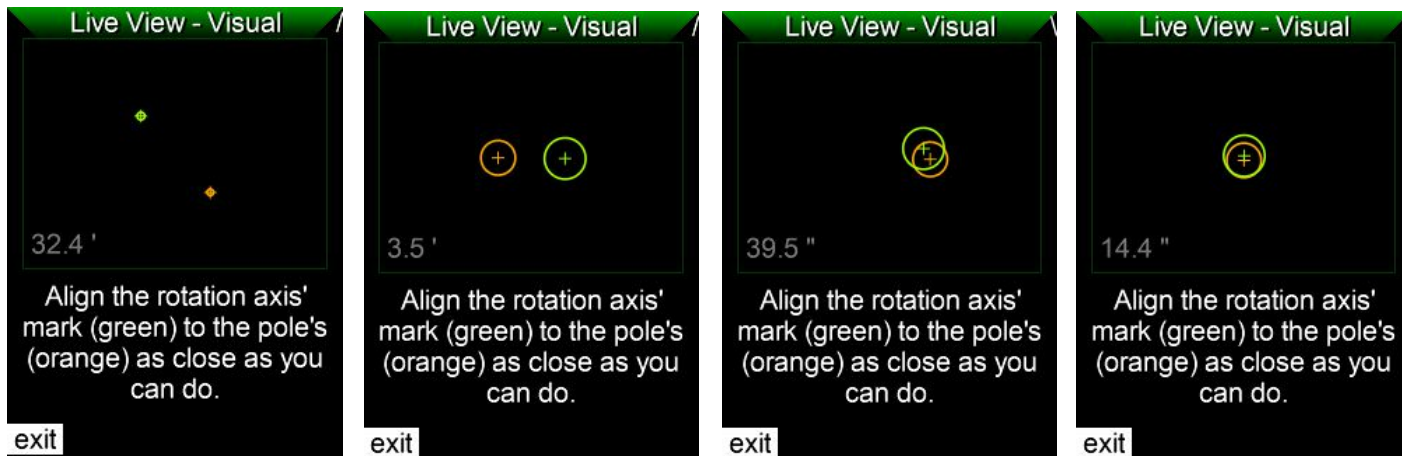 Live View - Visual /
32.4 '
Align the rotation axis'
mark (green) to the pole's
(orange) as close as you
can do.
exit
Live View - Visual /
3.5 '
Align the rotation axis'
mark (green) to the pole's
(orange) as close as you
can do.
exit
Live View - Visual \
39.5 "
Align the rotation axis'
mark (green) to the pole's
(orange) as close as you
can do.
exit
Live View - Visual
14.4 "
Align the rotation axis'
mark (green) to the pole's
(orange) as close as you
can do.
exit